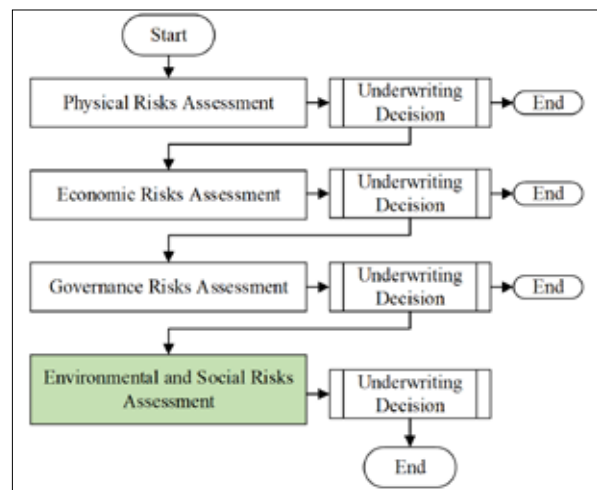 Start
Physical Risks Assessment
Underwriting
Decision
End
Economic Risks Assessment
Underwriting
Decision
End
Governance Risks Assessment
Underwriting
Decision
End
Environmental and Social Risks
Assessment
Underwriting
Decision
End